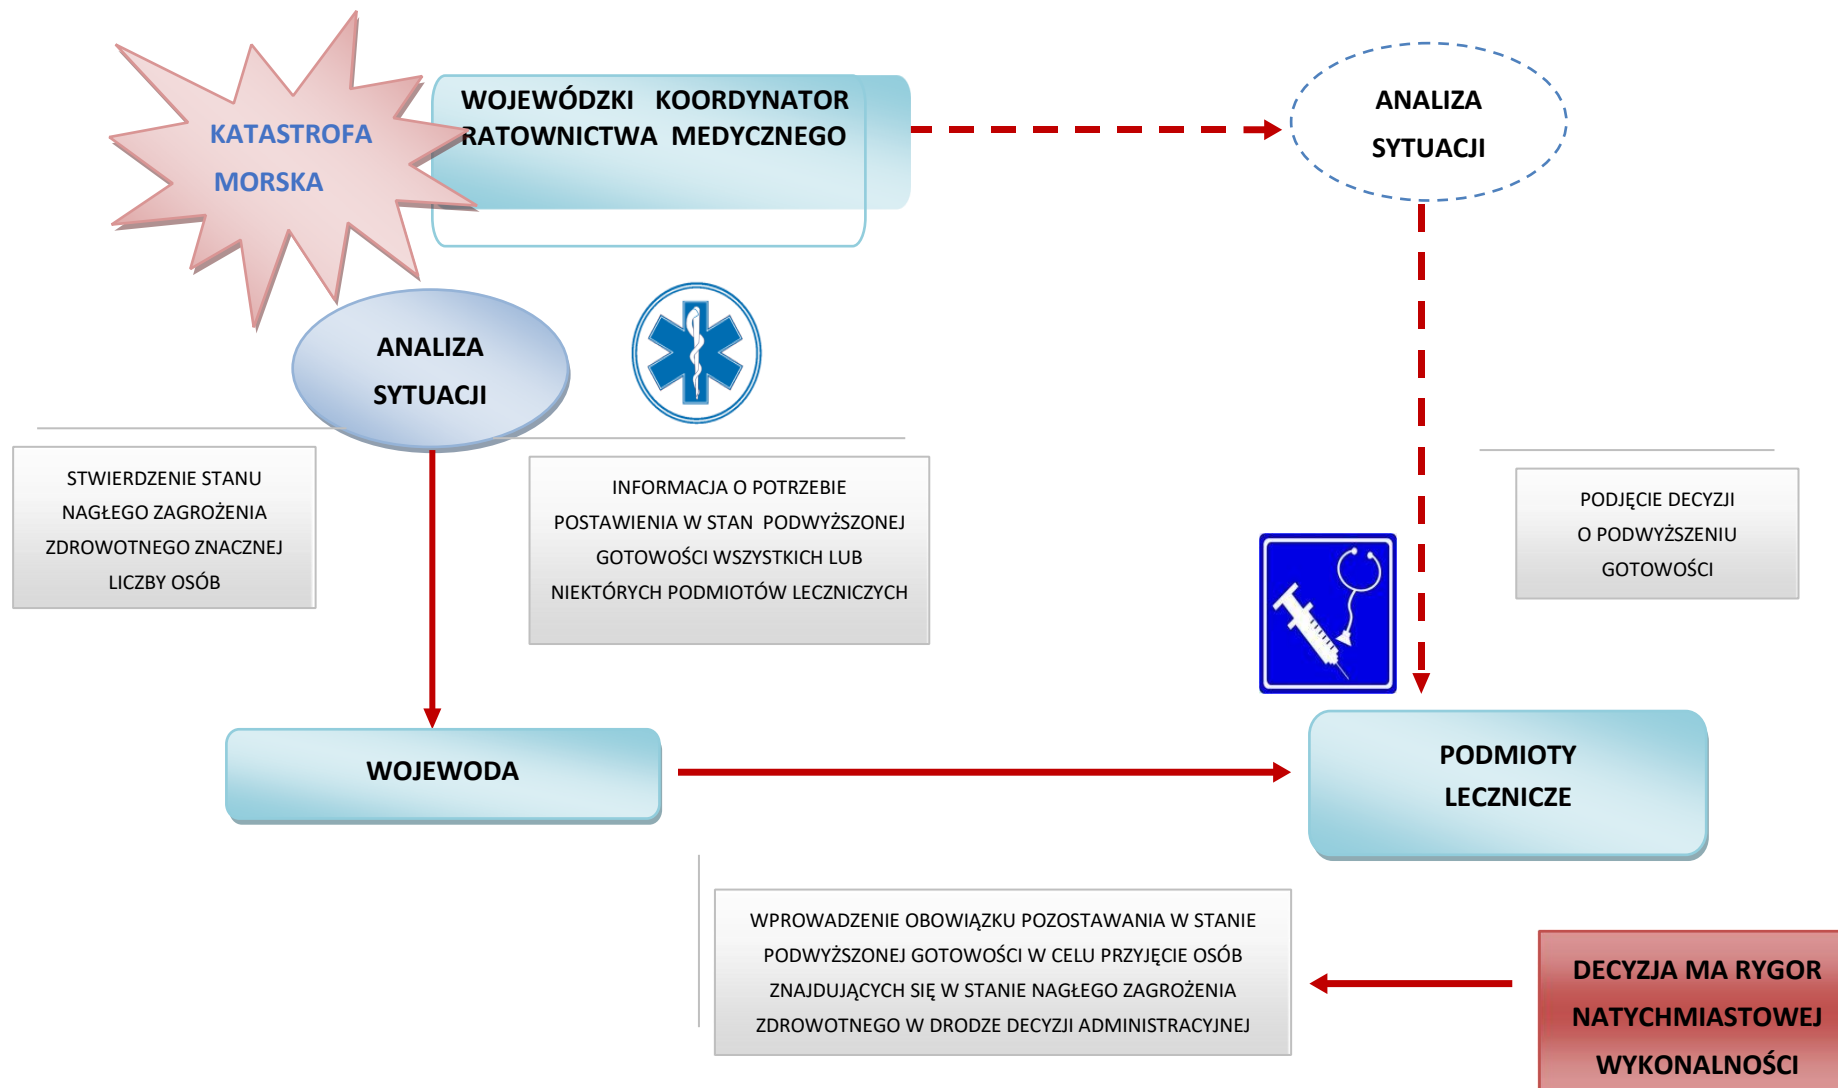 KATASTROFA
MORSKA
WOJEWÓDZKI KOORDYNATOR
RATOWNICTWA MEDYCZNEGO
ANALIZA
SYTUACJI
ANALIZA
SYTUACJI
STWIERDZENIE STANU
NAGŁEGO ZAGROŻENIA
ZDROWOTNEGO ZNACZNEJ
LICZBY OSÓB
INFORMACJA O POTRZEBIE
POSTAWIENIA W STAN PODWYŻSZONEJ
GOTOWOŚCI WSZYSTKICH LUB
NIEKTÓRYCH PODMIOTÓW LECZNICZYCH
PODJĘCIE DECYZJI
O PODWYŻSZENIU
GOTOWOŚCI
WOJEWODA
PODMIOTY
LECZNICZE
WPROWADZENIE OBOWIĄZKU POZOSTAWANIA W STANIE
PODWYŻSZONEJ GOTOWOŚCI W CELU PRZYJĘCIE OSÓB
ZNAJDUJĄCYCH SIĘ W STANIE NAGŁEGO ZAGROŻENIA
ZDROWOTNEGO W DRODZE DECYZJI ADMINISTRACYJNEJ
DECYZJA MA RYGOR
NATYCHMIASTOWEJ
WYKONALNOŚCI